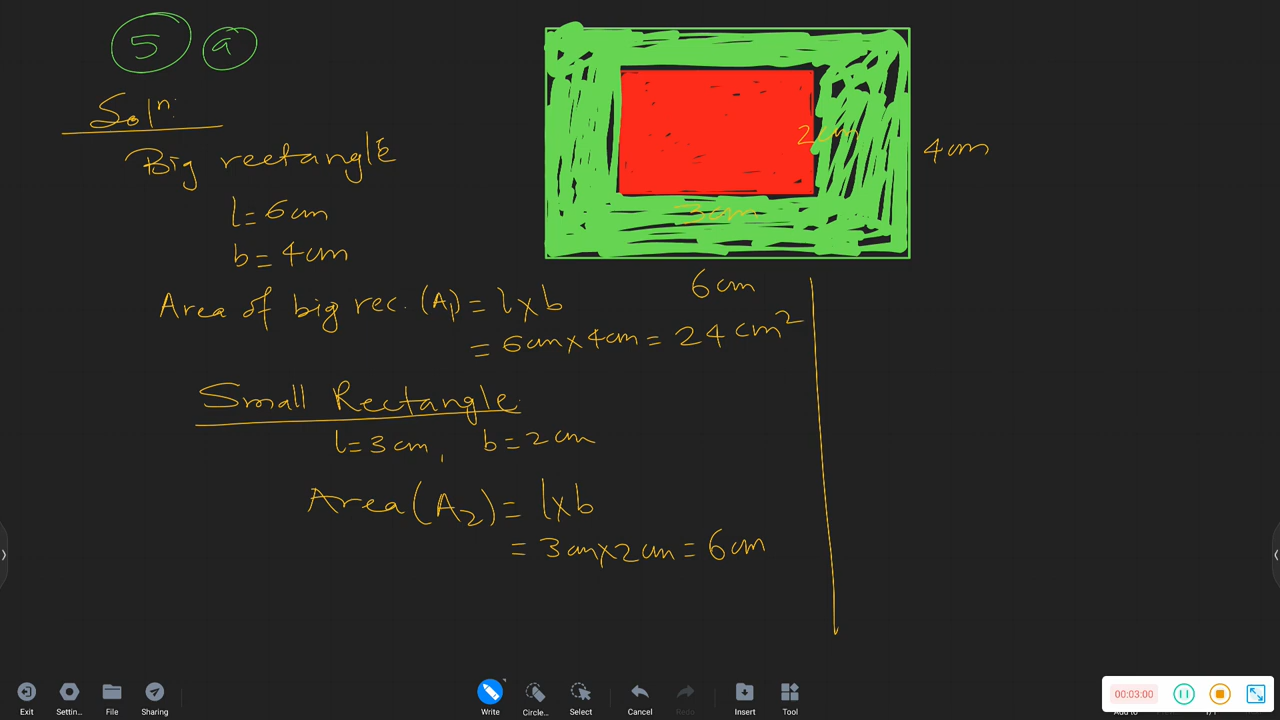 5 a
Solⁿ:
Big rectangle
l = 6cm
b = 4cm
Area of big rec. (A1) = l x b
= 6cm x 4cm = 24 cm²
Small Rectangle
l = 3cm, b = 2cm
Area (A2) = l x b
= 3cm x 2cm = 6cm
2cm
4cm
3cm
6cm
Exit
Settin...
File
Sharing
Write
Circle...
Select
Cancel
Redo
Insert
Tool
00:03:00